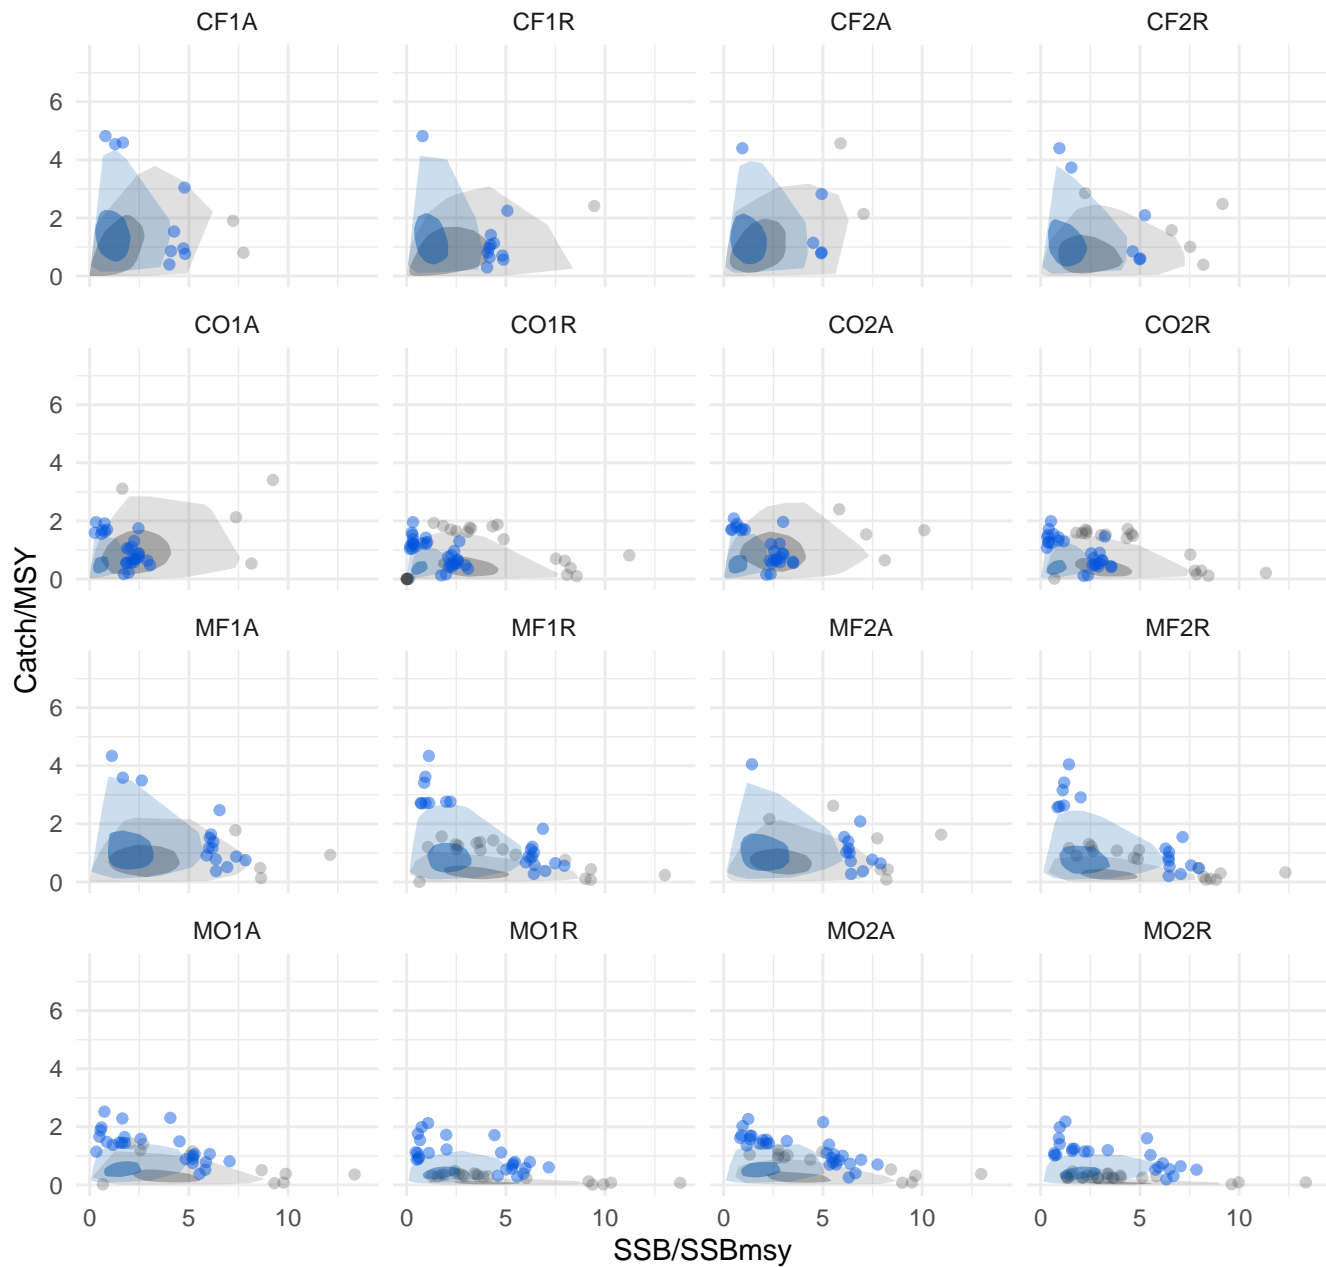 CF1A CF1R CF2A CF2R
6
4
2
0
CO1A CO1R CO2A CO2R
6
4
2
0
Catch/MSY
MF1A MF1R MF2A MF2R
6
4
2
0
MO1A MO1R MO2A MO2R
6
4
2
0
0 5 10 0 5 10 0 5 10 0 5 10
SSB/SSBmsy